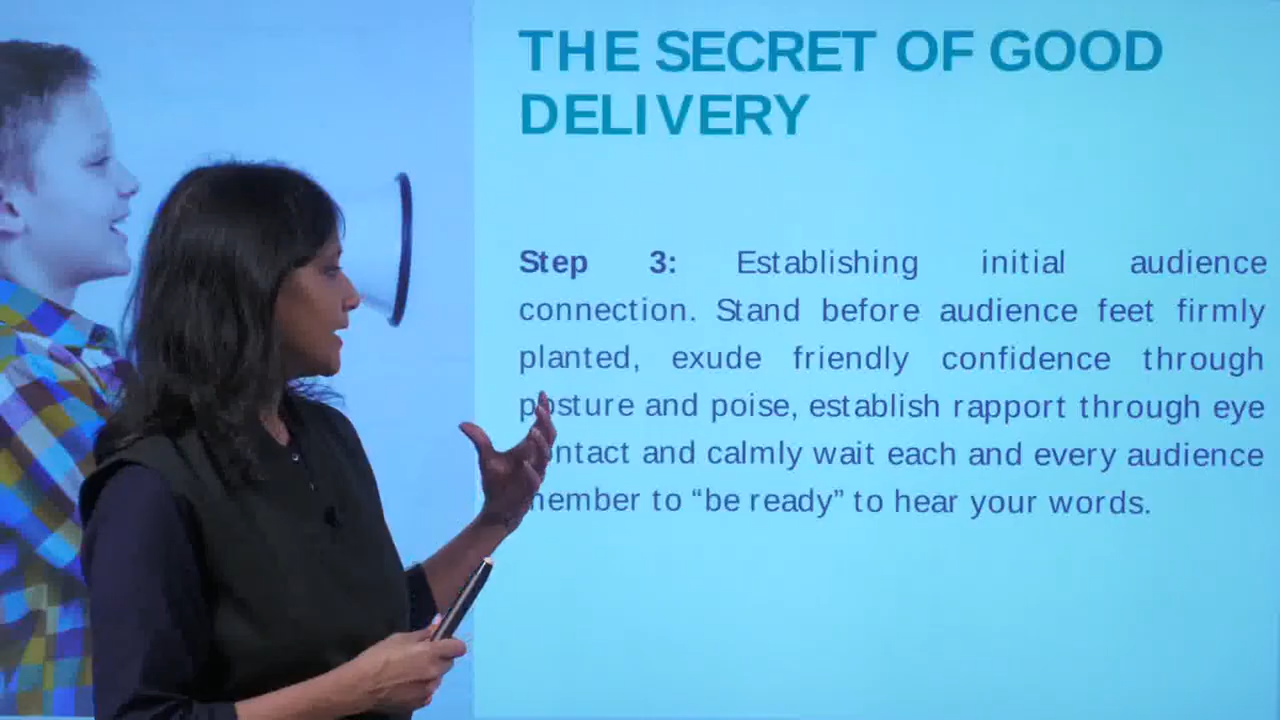 THE SECRET OF GOOD
DELIVERY
Step 3: Establishing initial audience
connection. Stand before audience feet firmly
planted, exude friendly confidence through
posture and poise, establish rapport through eye
contact and calmly wait each and every audience
member to “be ready” to hear your words.